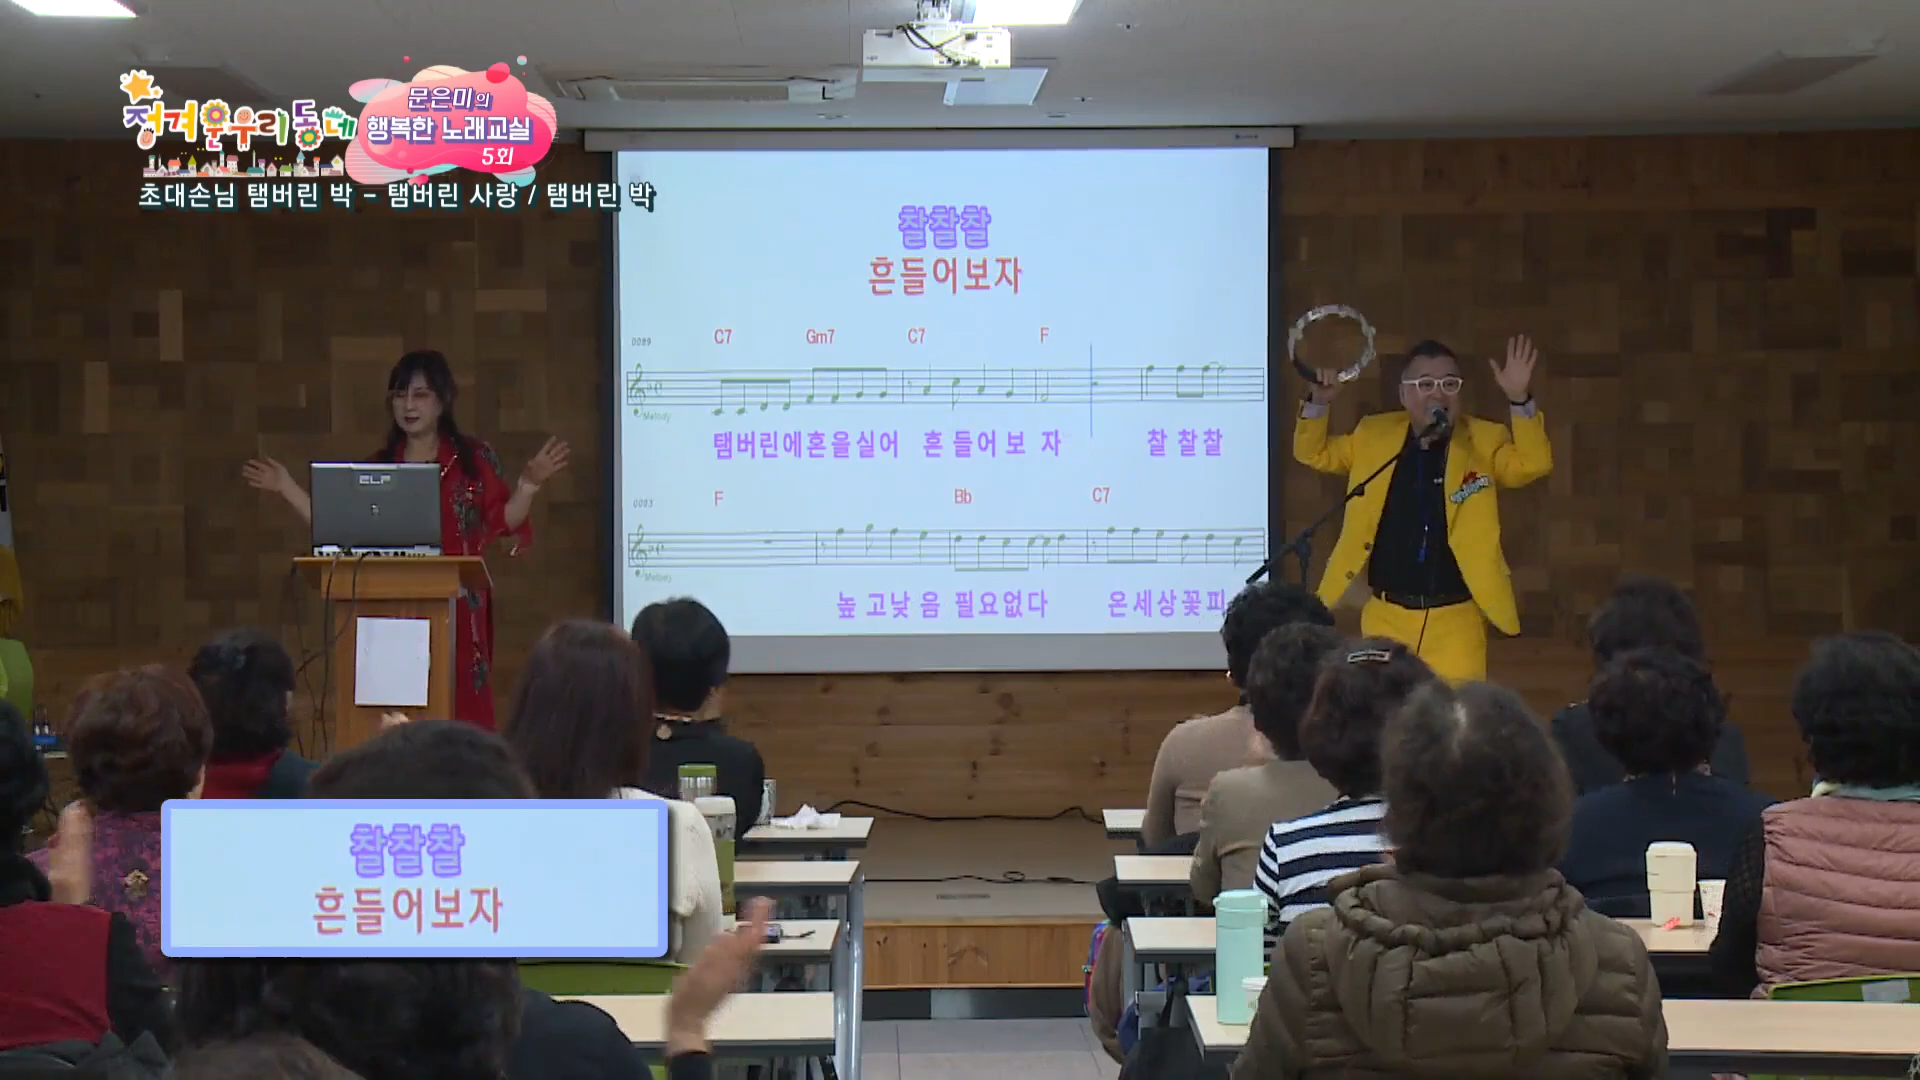 정겨운우리동네
문은미의
행복한 노래교실
5회
초대손님 탬버린 박 - 탬버린 사랑 / 탬버린 박
찰찰찰
흔들어보자
C7 Gm7 C7 F
0089
Melody
탬버린에혼을실어 흔들어보자 찰찰찰
F Bb C7
Melody
높고낮음 필요없다 온세상꽃피
ELF
찰찰찰
흔들어보자